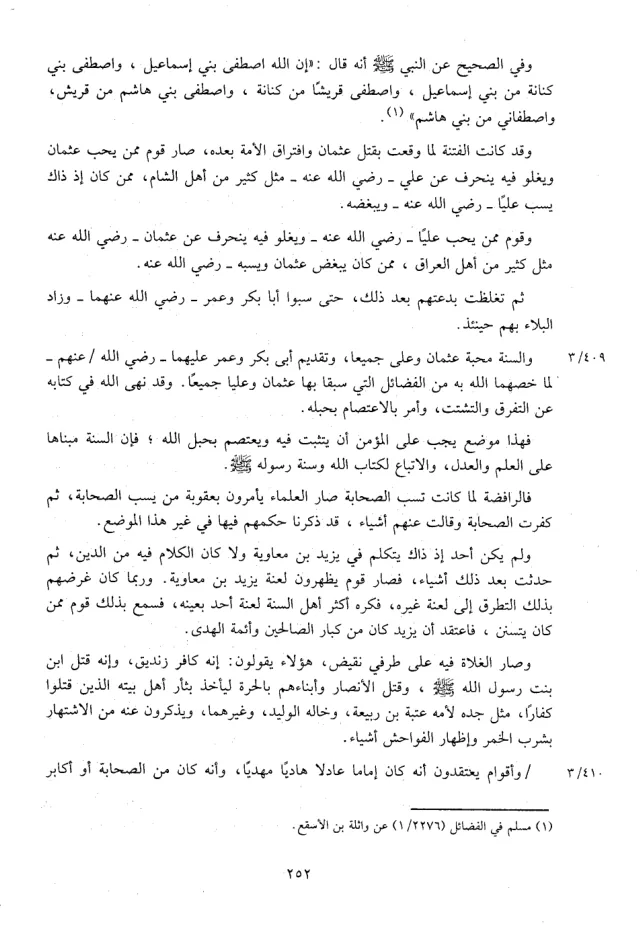 وفي الصحيح عن النبي ﷺ أنه قال : «إن الله اصطفى بني إسماعيل ، واصطفى بني
كنانة من بني إسماعيل ، واصطفى قريشًا من كنانة ، واصطفى بني هاشم من قريش،
واصطفاني من بني هاشم» (١).
وقد كانت الفتنة لما وقعت بقتل عثمان وافتراق الأمة بعده، صار قوم ممن يحب عثمان
ويغلو فيه ينحرف عن علي ـ رضي الله عنه ـ مثل كثير من أهل الشام، ممن كان إذ ذاك
يسب عليًا ـ رضي الله عنه ـ ويبغضه.
وقوم ممن يحب عليًا ـ رضي الله عنه ـ ويغلو فيه ينحرف عن عثمان ـ رضي الله عنه
مثل كثير من أهل العراق ، ممن كان يبغض عثمان ويسبه ـ رضي الله عنه.
ثم تغلظت بدعتهم بعد ذلك، حتى سبوا أبا بكر وعمر ـ رضي الله عنهما ـ وزاد
البلاء بهم حينئذ.
٣/٤٠٩ والسنة محبة عثمان وعلى جميعا، وتقديم أبى بكر وعمر عليهما ـ رضي الله / عنهم ـ
لما خصهما الله به من الفضائل التي سبقا بها عثمان وعليا جميعًا. وقد نهى الله في كتابه
عن التفرق والتشتت، وأمر بالاعتصام بحبله.
فهذا موضع يجب على المؤمن أن يتثبت فيه ويعتصم بحبل الله ؛ فإن السنة مبناها
على العلم والعدل، والاتباع لكتاب الله وسنة رسوله ﷺ.
فالرافضة لما كانت تسب الصحابة صار العلماء يأمرون بعقوبة من يسب الصحابة، ثم
كفرت الصحابة وقالت عنهم أشياء ، قد ذكرنا حكمهم فيها في غير هذا الموضع.
ولم يكن أحد إذ ذاك يتكلم في يزيد بن معاوية ولا كان الكلام فيه من الدين، ثم
حدثت بعد ذلك أشياء، فصار قوم يظهرون لعنة يزيد بن معاوية. وربما كان غرضهم
بذلك التطرق إلى لعنة غيره، فكره أكثر أهل السنة لعنة أحد بعينه، فسمع بذلك قوم ممن
كان يتسنن ، فاعتقد أن يزيد كان من كبار الصالحين وأئمة الهدى.
وصار الغلاة فيه على طرفي نقيض، هؤلاء يقولون: إنه كافر زنديق، وإنه قتل ابن
بنت رسول الله ﷺ ، وقتل الأنصار وأبناءهم بالحرة ليأخذ بثأر أهل بيته الذين قتلوا
كفارًا، مثل جده لأمه عتبة بن ربيعة، وخاله الوليد، وغيرهما، ويذكرون عنه من الاشتهار
بشرب الخمر وإظهار الفواحش أشياء.
٣/٤١٠ / وأقوام يعتقدون أنه كان إماما عادلا هاديًا مهديًا، وأنه كان من الصحابة أو أكابر
(١) مسلم في الفضائل (١/٢٢٧٦) عن واثلة بن الأسقع.
٢٥٢